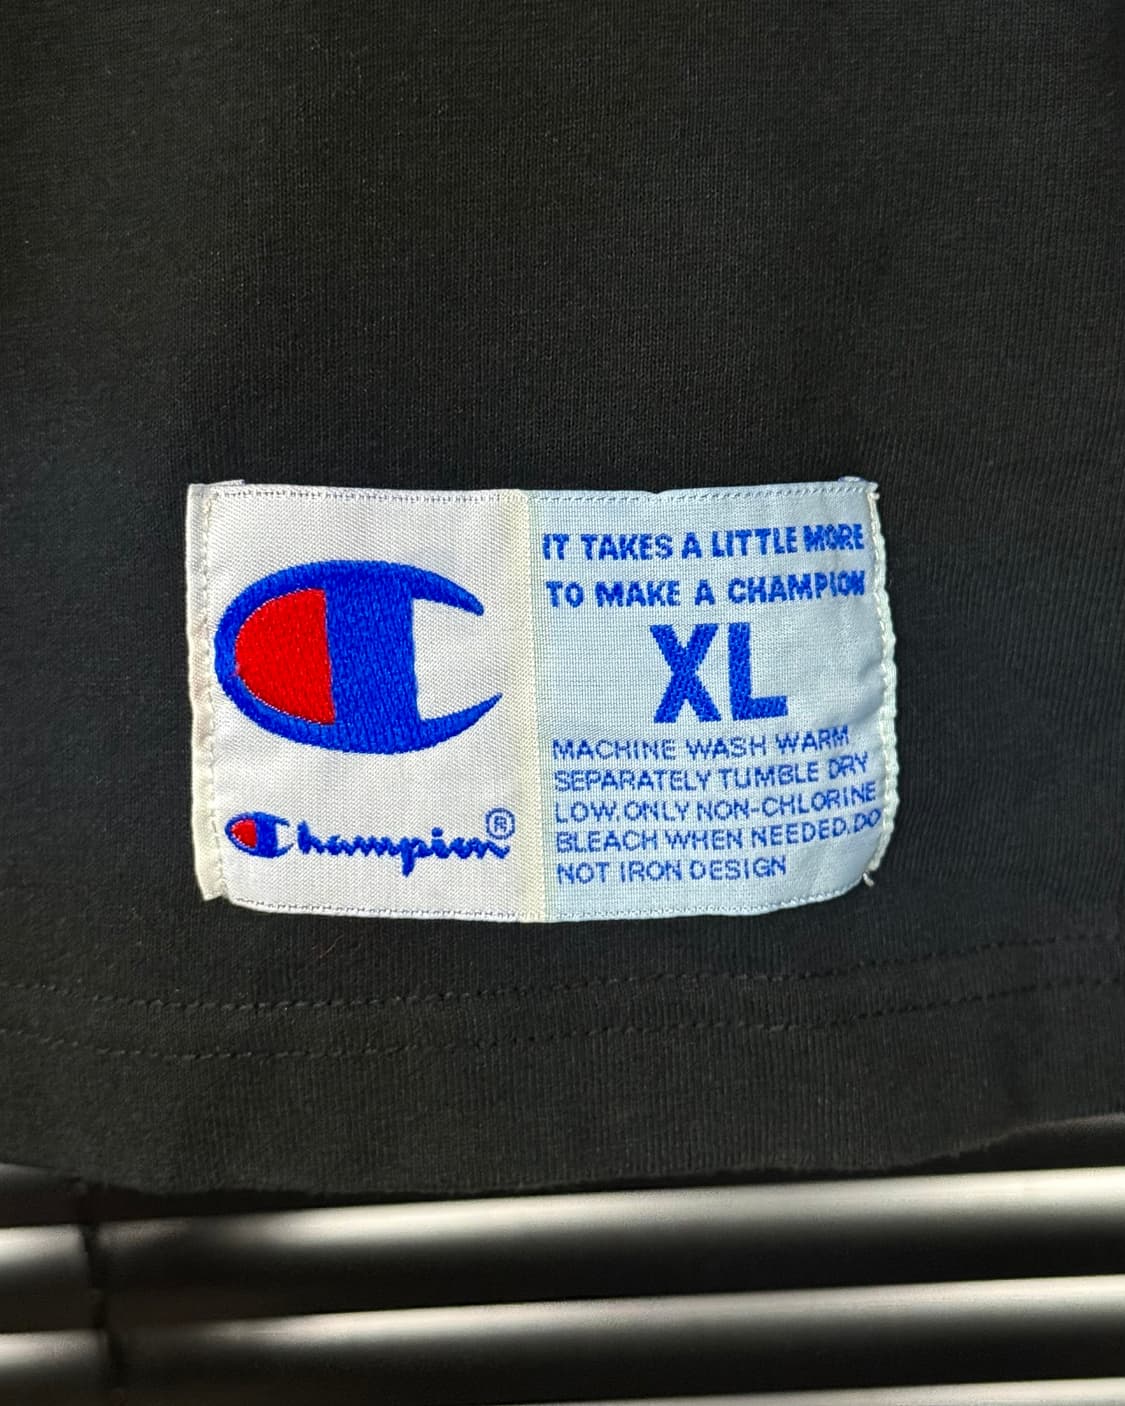 Champion®
IT TAKES A LITTLE MORE
TO MAKE A CHAMPION
XL
MACHINE WASH WARM
SEPARATELY TUMBLE DRY
LOW.ONLY NON-CHLORINE
BLEACH WHEN NEEDED.DO
NOT IRON DESIGN